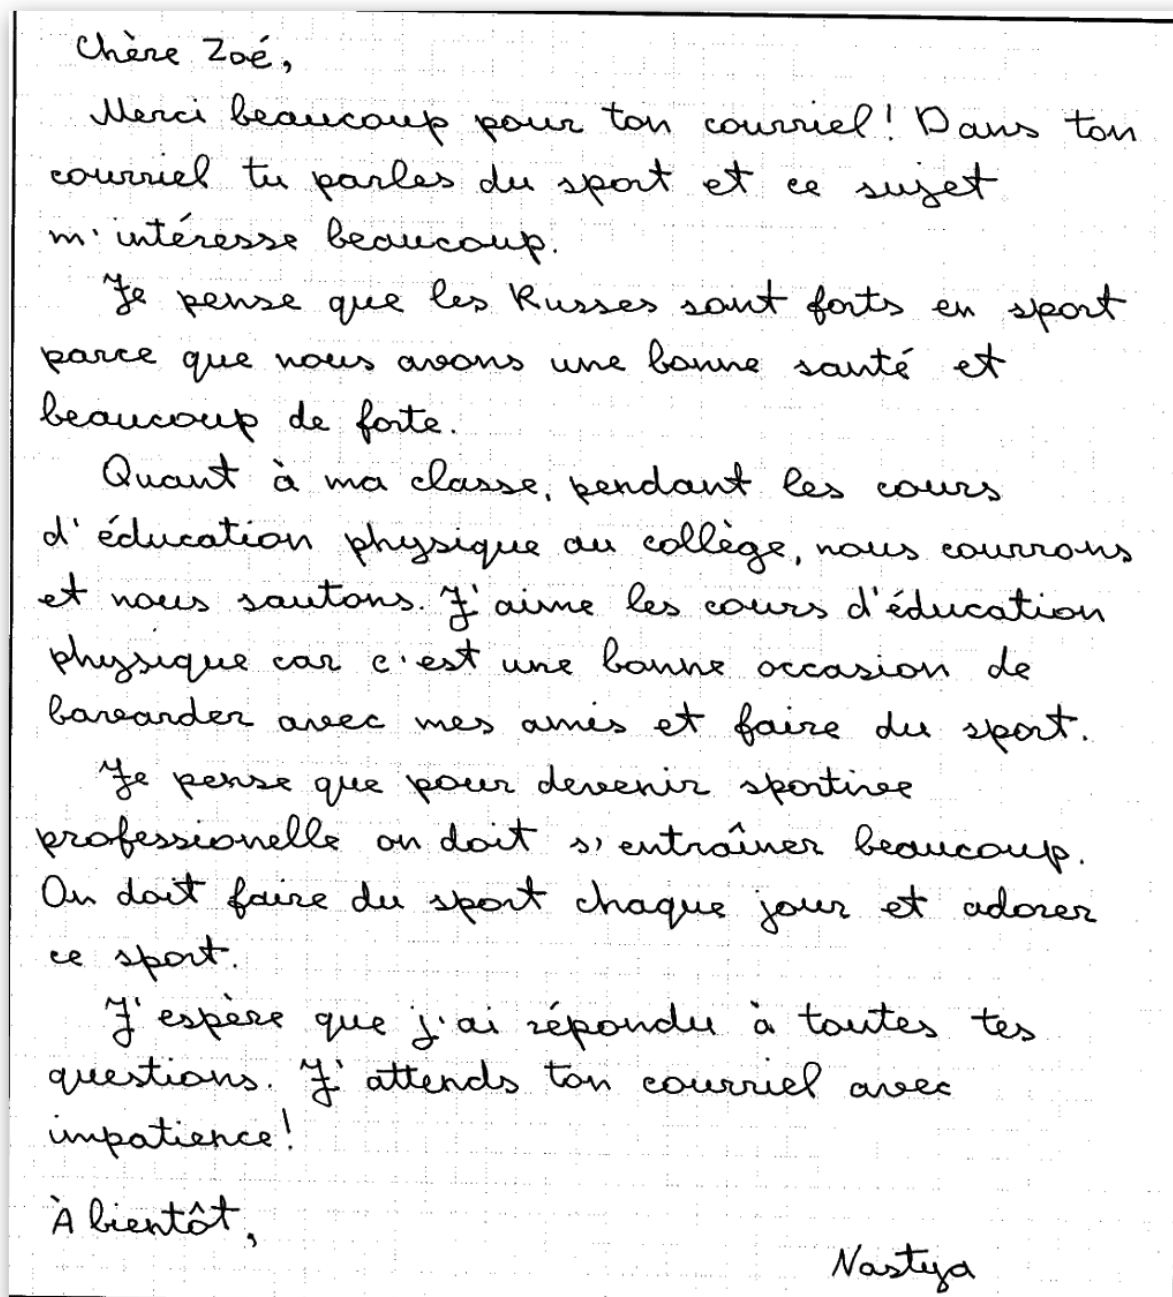 Chère Zoé,
Merci beaucoup pour ton courriel! Dans ton
courriel tu parles du sport et ce sujet
m'intéresse beaucoup.
Je pense que les Russes sont forts en sport
parce que nous avons une bonne santé et
beaucoup de forte.
Quant à ma classe, pendant les cours
d'éducation physique au collège, nous courrons
et nous sautons. J'aime les cours d'éducation
physique car c'est une bonne occasion de
bavarder avec mes amis et faire du sport.
Je pense que pour devenir sportive
professionelle on doit s'entraîner beaucoup.
On doit faire du sport chaque jour et adorer
ce sport.
J'espère que j'ai répondu à toutes tes
questions. J'attends ton courriel avec
impatience!
À bientôt,
Nastya